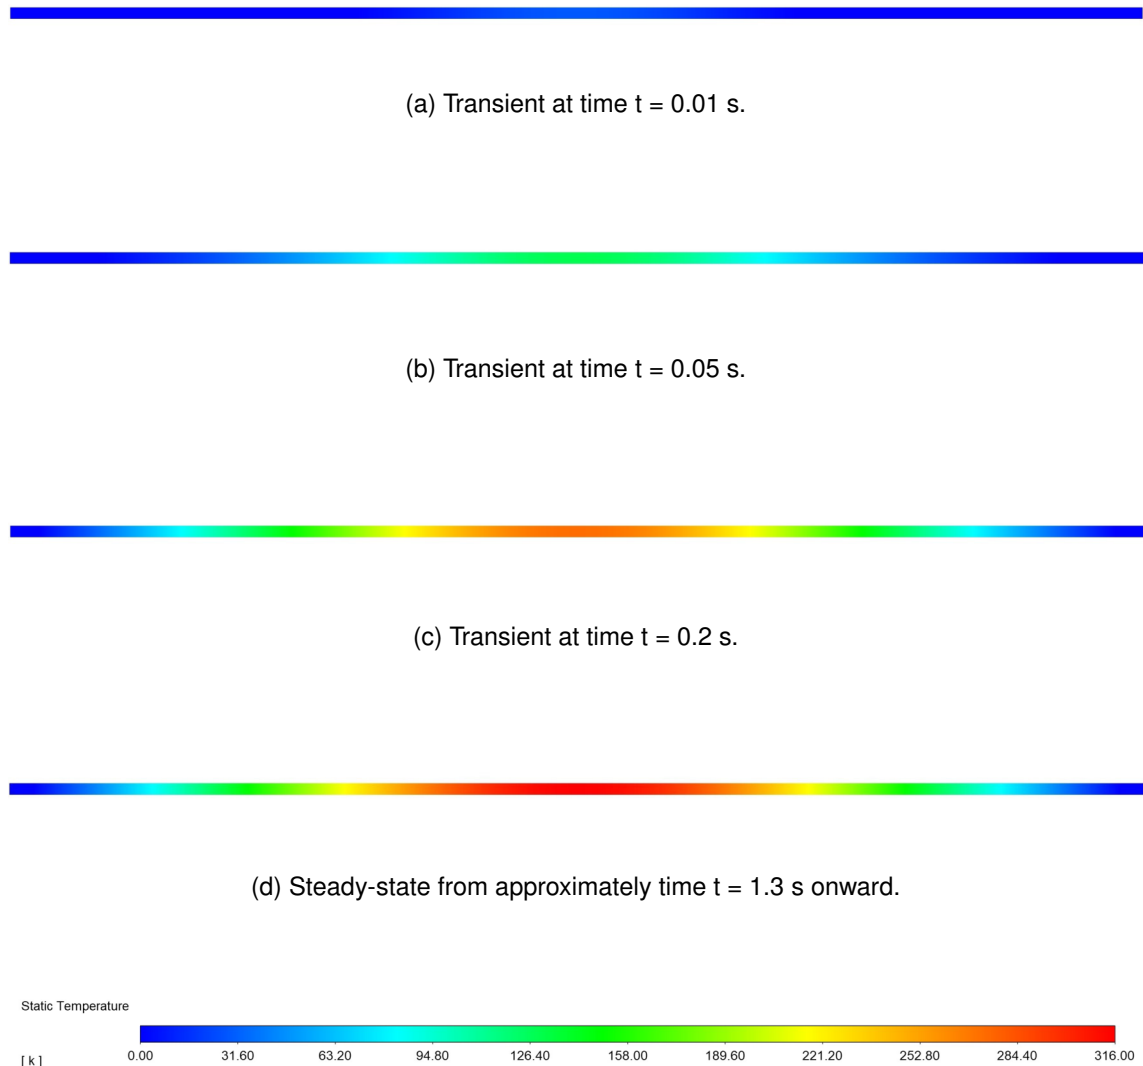 (a) Transient at time t = 0.01 s.
(b) Transient at time t = 0.05 s.
(c) Transient at time t = 0.2 s.
(d) Steady-state from approximately time t = 1.3 s onward.
Static Temperature
[ k ]
0.00 31.60 63.20 94.80 126.40 158.00 189.60 221.20 252.80 284.40 316.00